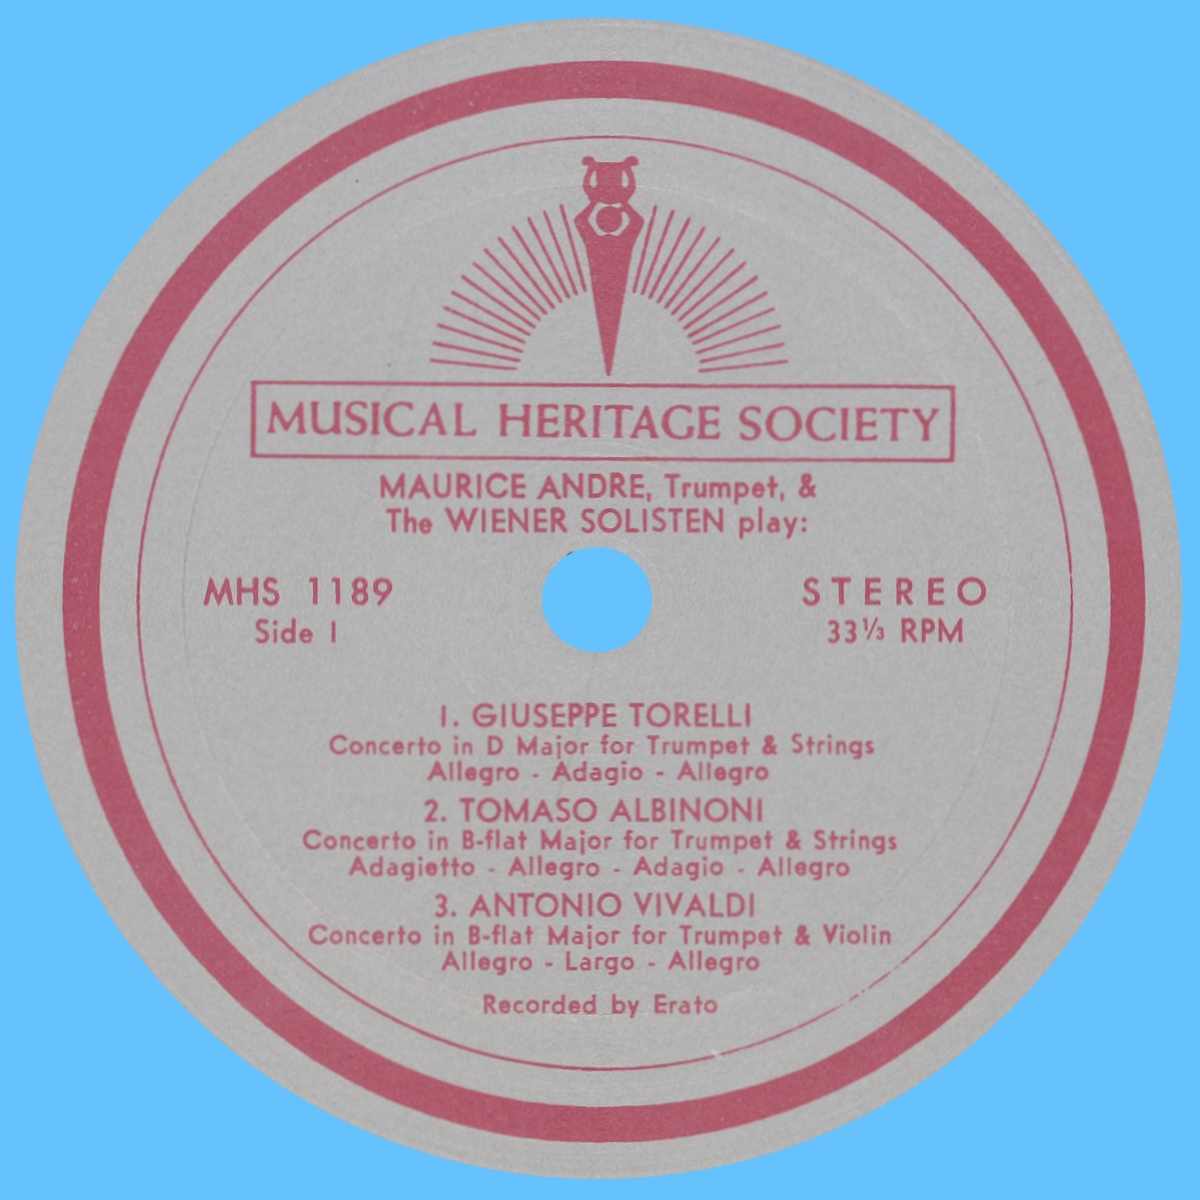 MUSICAL HERITAGE SOCIETY
MAURICE ANDRE, Trumpet, &
The WIENER SOLISTEN play:
MHS 1189
Side 1
STEREO
33⅓ RPM
1. GIUSEPPE TORELLI
Concerto in D Major for Trumpet & Strings
Allegro - Adagio - Allegro
2. TOMASO ALBINONI
Concerto in B-flat Major for Trumpet & Strings
Adagietto - Allegro - Adagio - Allegro
3. ANTONIO VIVALDI
Concerto in B-flat Major for Trumpet & Violin
Allegro - Largo - Allegro
Recorded by Erato